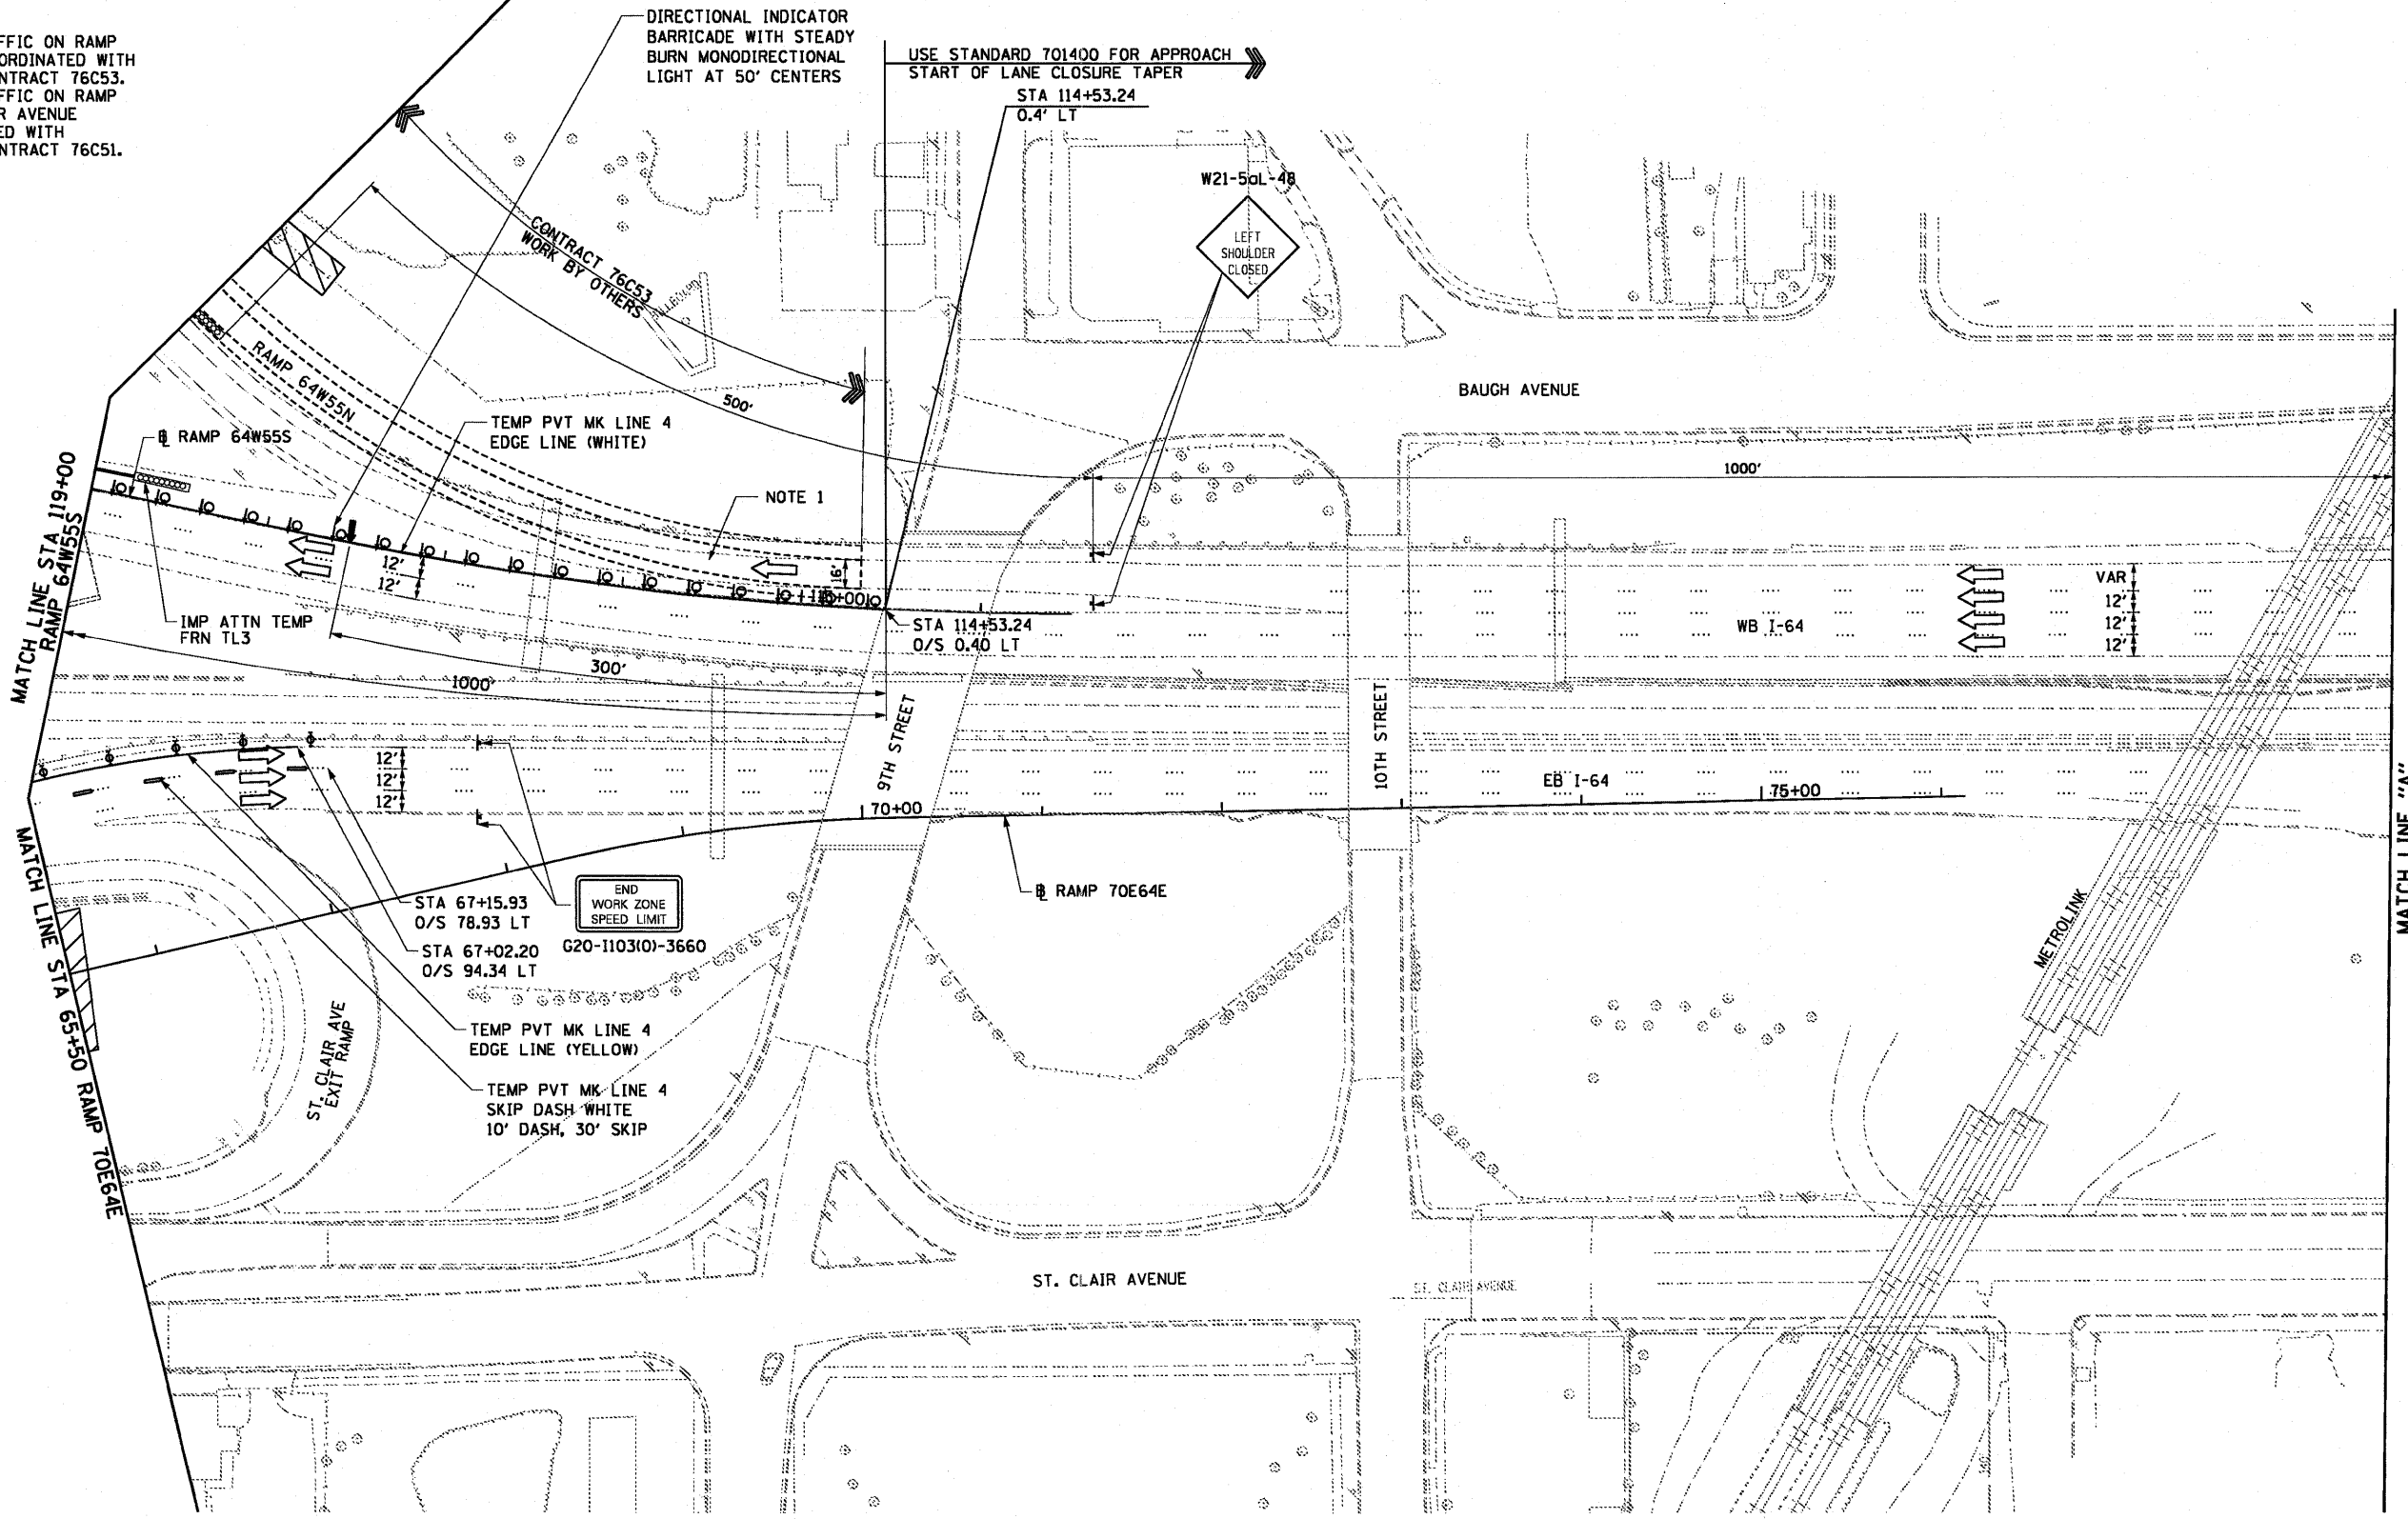 FFIC ON RAMP
ORDINATED WITH
NTRACT 76C53.
FFIC ON RAMP
R AVENUE
ED WITH
NTRACT 76C51.
DIRECTIONAL INDICATOR
BARRICADE WITH STEADY
BURN MONODIRECTIONAL
LIGHT AT 50' CENTERS
USE STANDARD 701400 FOR APPROACH
START OF LANE CLOSURE TAPER
STA 114+53.24
0.4' LT
W21-5aL-48
LEFT
SHOULDER
CLOSED
CONTRACT 76C53
WORK BY OTHERS
500'
RAMP 64W55N
BAUGH AVENUE
TEMP PVT MK LINE 4
EDGE LINE (WHITE)
BL RAMP 64W55S
MATCH LINE STA 119+00
RAMP 64W55S
NOTE 1
1000'
12'
12'
16'
115+00
IMP ATTN TEMP
FRN TL3
STA 114+53.24
O/S 0.40 LT
WB I-64
VAR
12'
12'
12'
300'
1000'
9TH STREET
10TH STREET
12'
12'
12'
EB I-64
70+00
75+00
BL RAMP 70E64E
MATCH LINE "A"
STA 67+15.93
O/S 78.93 LT
END
WORK ZONE
SPEED LIMIT
G20-I103(O)-3660
STA 67+02.20
O/S 94.34 LT
METROLINK
MATCH LINE STA 65+50 RAMP 70E64E
ST. CLAIR AVE
EXIT RAMP
TEMP PVT MK LINE 4
EDGE LINE (YELLOW)
TEMP PVT MK LINE 4
SKIP DASH WHITE
10' DASH, 30' SKIP
ST. CLAIR AVENUE
ST. CLAIR AVENUE